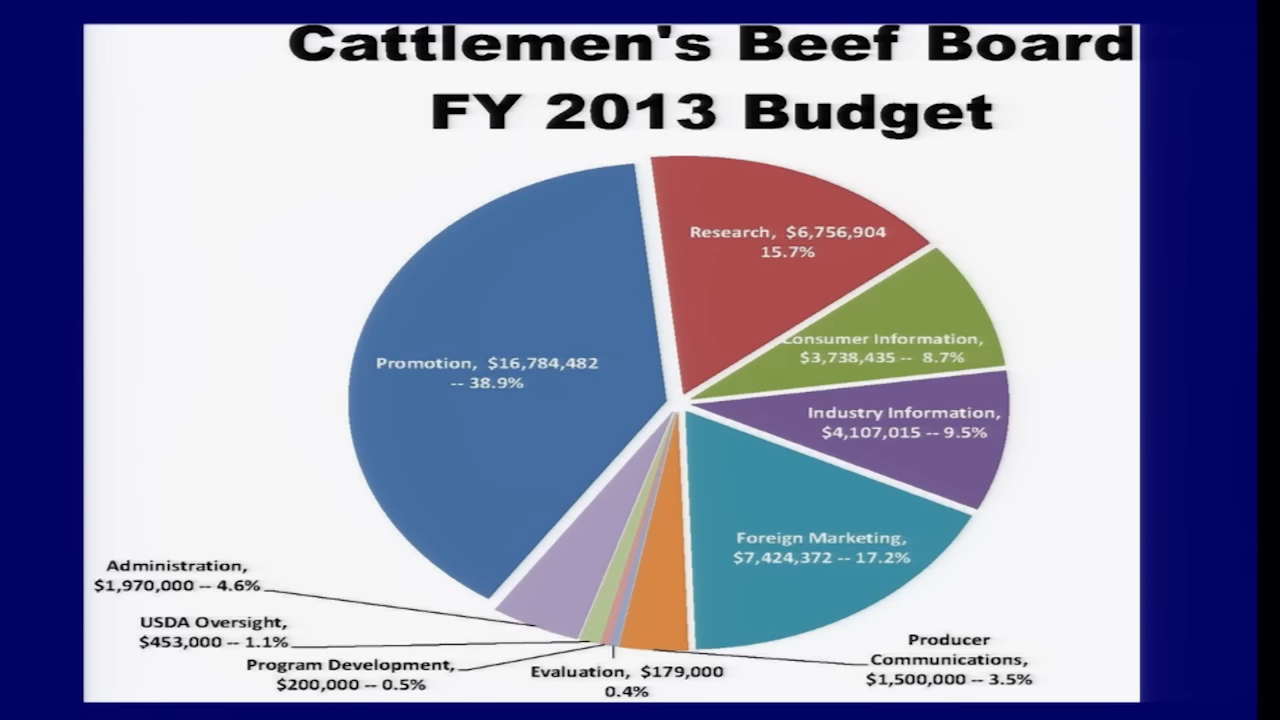 Cattlemen's Beef Board
FY 2013 Budget
Research, $6,756,904
15.7%
Consumer Information,
$3,738,435 -- 8.7%
Promotion, $16,784,482
-- 38.9%
Industry Information,
$4,107,015 -- 9.5%
Foreign Marketing,
$7,424,372 -- 17.2%
Administration,
$1,970,000 -- 4.6%
USDA Oversight,
$453,000 -- 1.1%
Program Development,
$200,000 -- 0.5%
Evaluation, $179,000
0.4%
Producer
Communications,
$1,500,000 -- 3.5%